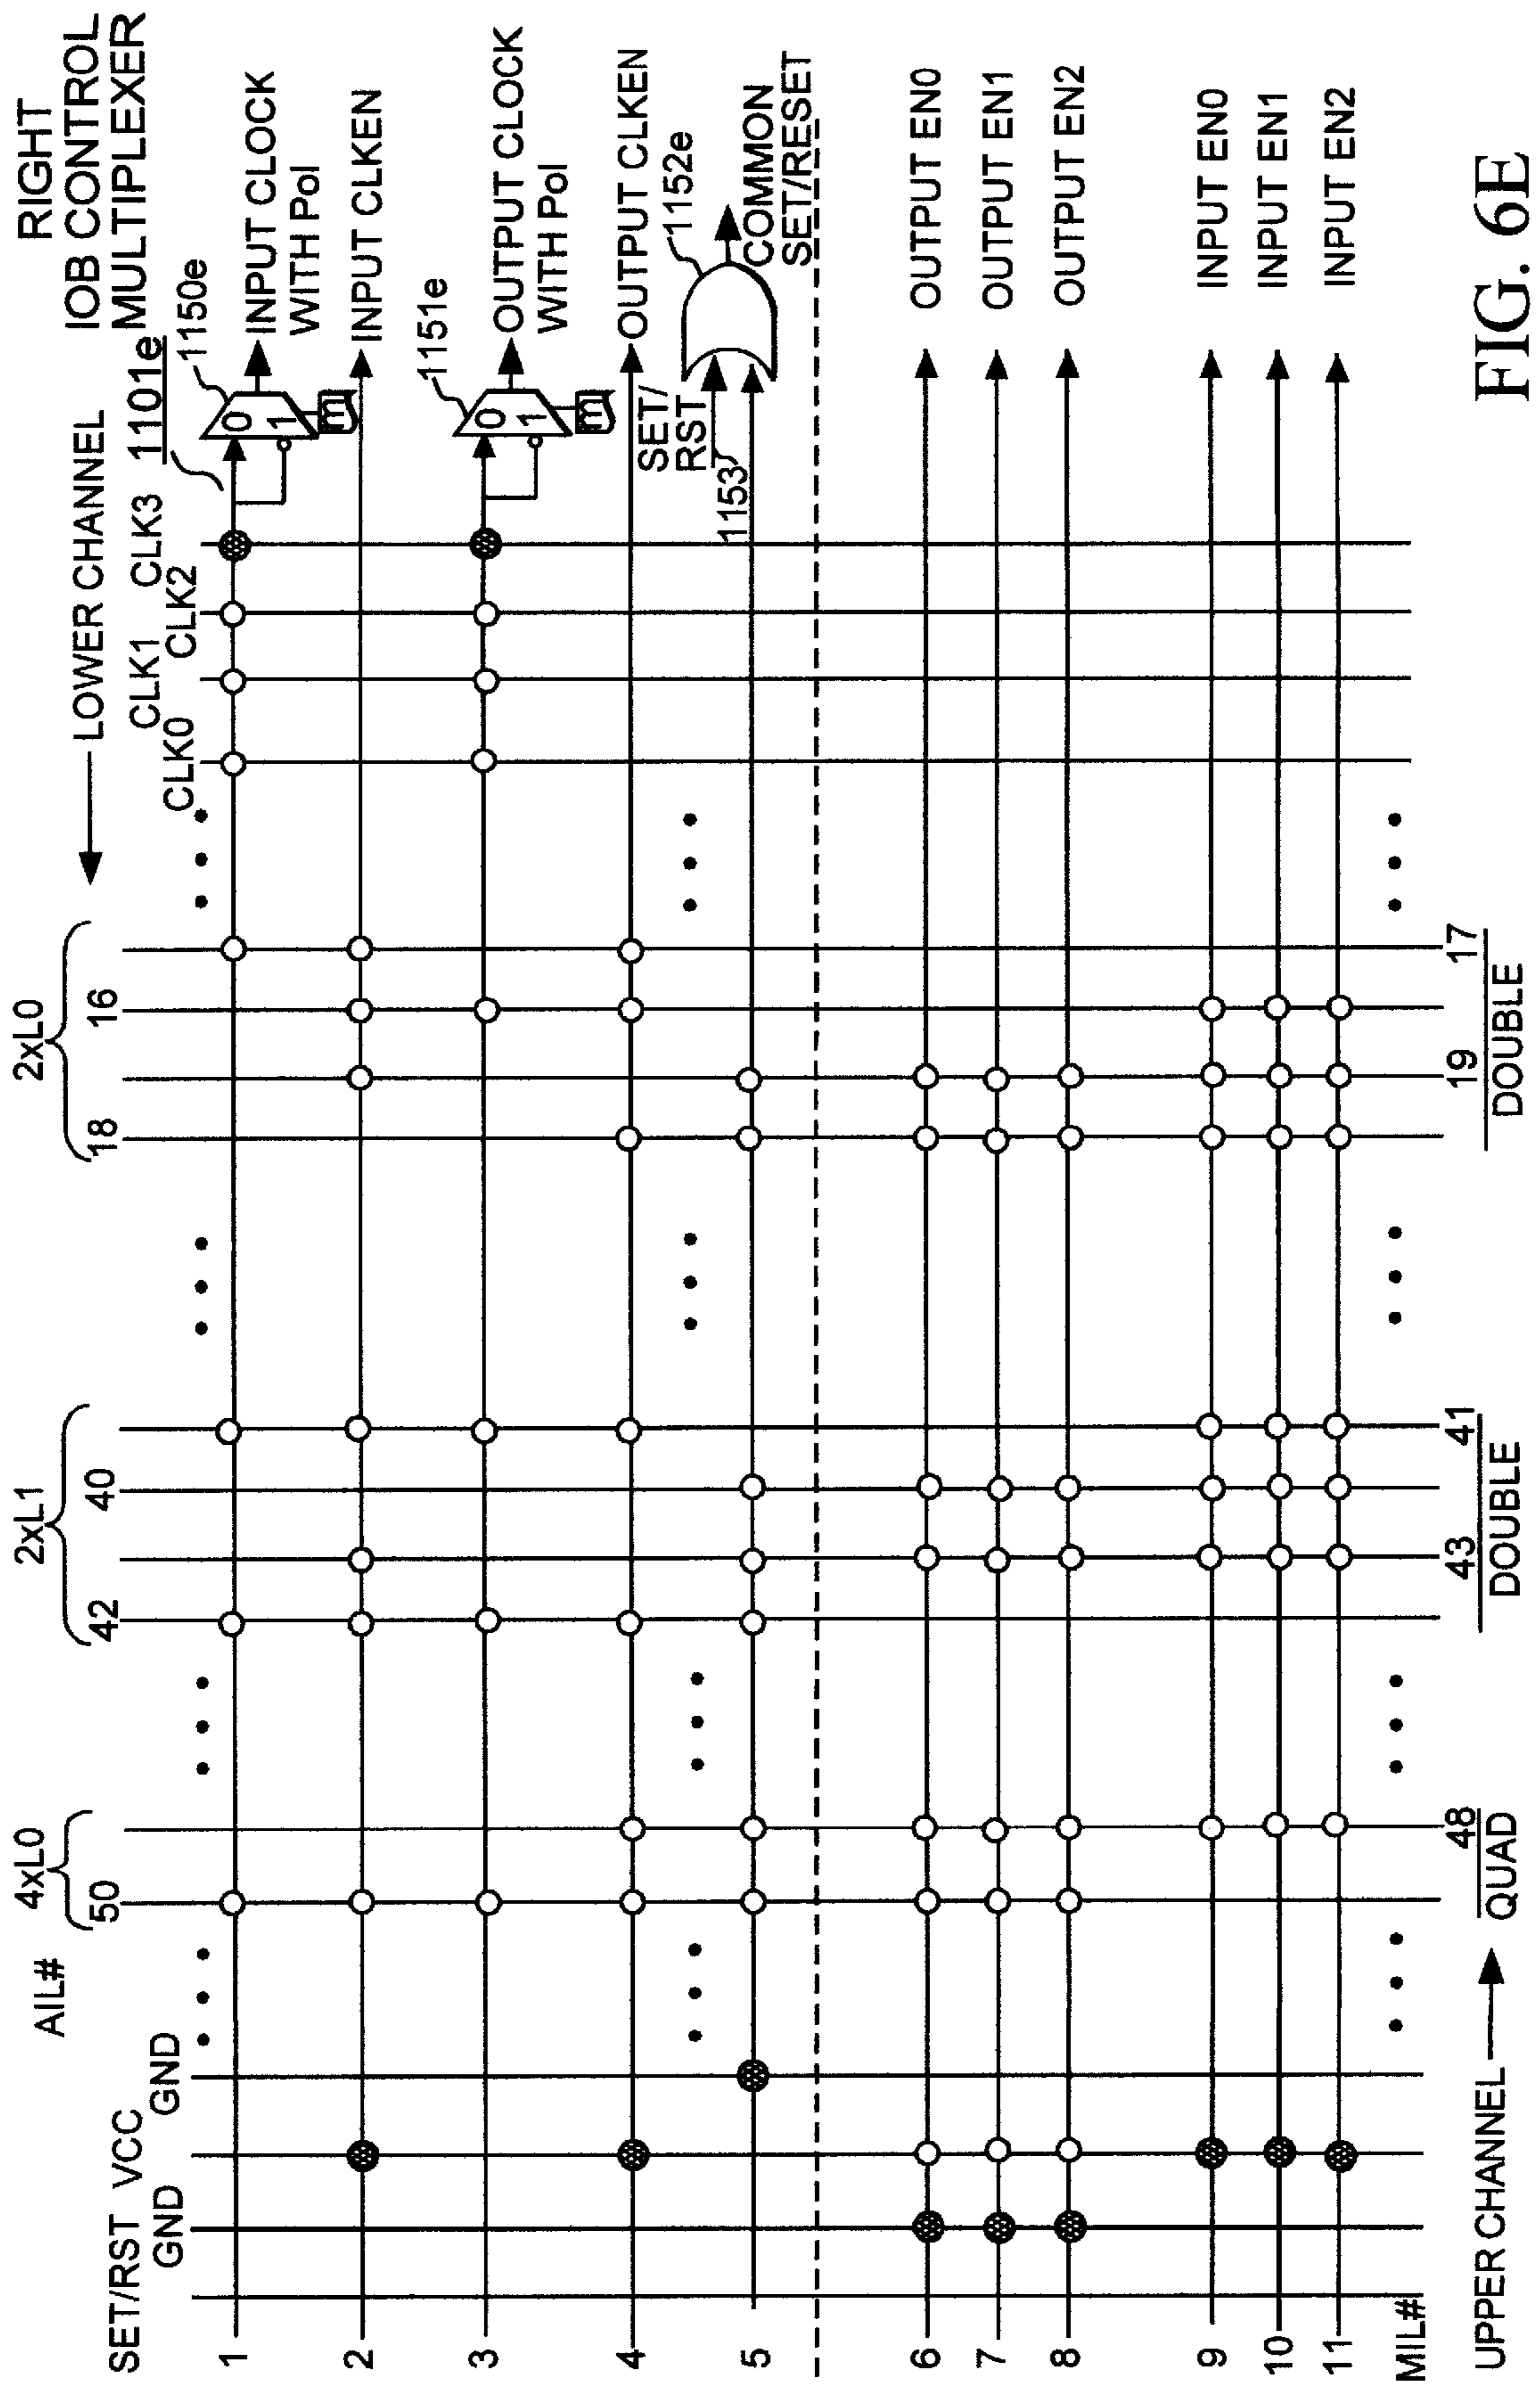 RIGHT
IOB CONTROL
MULTIPLEXER
1101e
LOWER CHANNEL
AIL#
4xL0
2xL1
2xL0
50
42
40
18
16
SET/RST
GND
VCC
GND
CLK0
CLK1
CLK2
CLK3
1150e
0
1
m
INPUT CLOCK
WITH Pol
INPUT CLKEN
1151e
0
1
m
OUTPUT CLOCK
WITH Pol
OUTPUT CLKEN
SET/
RST
1153
1152e
COMMON
SET/RESET
OUTPUT EN0
OUTPUT EN1
OUTPUT EN2
INPUT EN0
INPUT EN1
INPUT EN2
1
2
3
4
5
6
7
8
9
10
11
MIL#
48
QUAD
43
41
DOUBLE
19
17
DOUBLE
UPPER CHANNEL
FIG. 6E